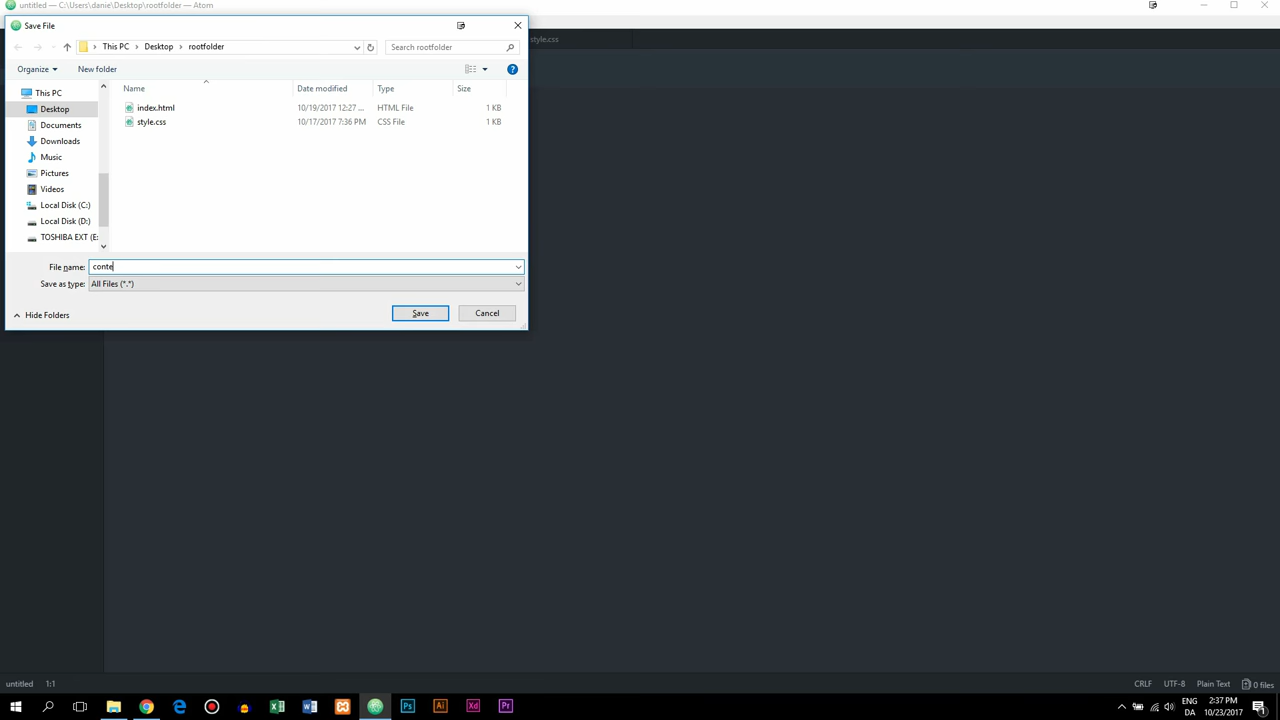 untitled — C:\Users\danie\Desktop\rootfolder — Atom
Save File
This PC > Desktop > rootfolder
Search rootfolder
Organize
New folder
Name
Date modified
Type
Size
This PC
Desktop
Documents
Downloads
Music
Pictures
Videos
Local Disk (C:)
Local Disk (D:)
TOSHIBA EXT (E:
index.html 10/19/2017 12:27 ... HTML File 1 KB
style.css 10/17/2017 7:36 PM CSS File 1 KB
File name: conte
Save as type: All Files (*.*)
Hide Folders
Save
Cancel
style.css
untitled 1:1
CRLF UTF-8 Plain Text 0 files
ENG
DA
2:37 PM
10/23/2017